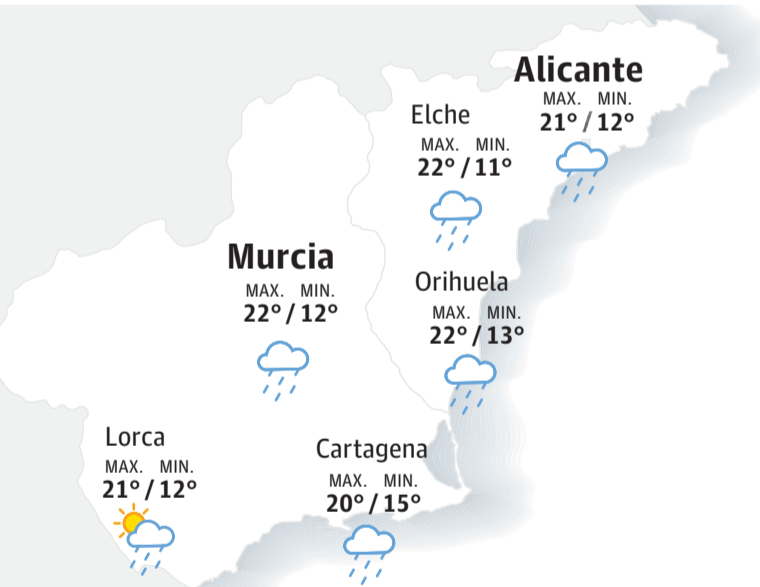 Alicante
MAX. MIN.
21° / 12°
Elche
MAX. MIN.
22° / 11°
Murcia
MAX. MIN.
22° / 12°
Orihuela
MAX. MIN.
22° / 13°
Lorca
MAX. MIN.
21° / 12°
Cartagena
MAX. MIN.
20° / 15°